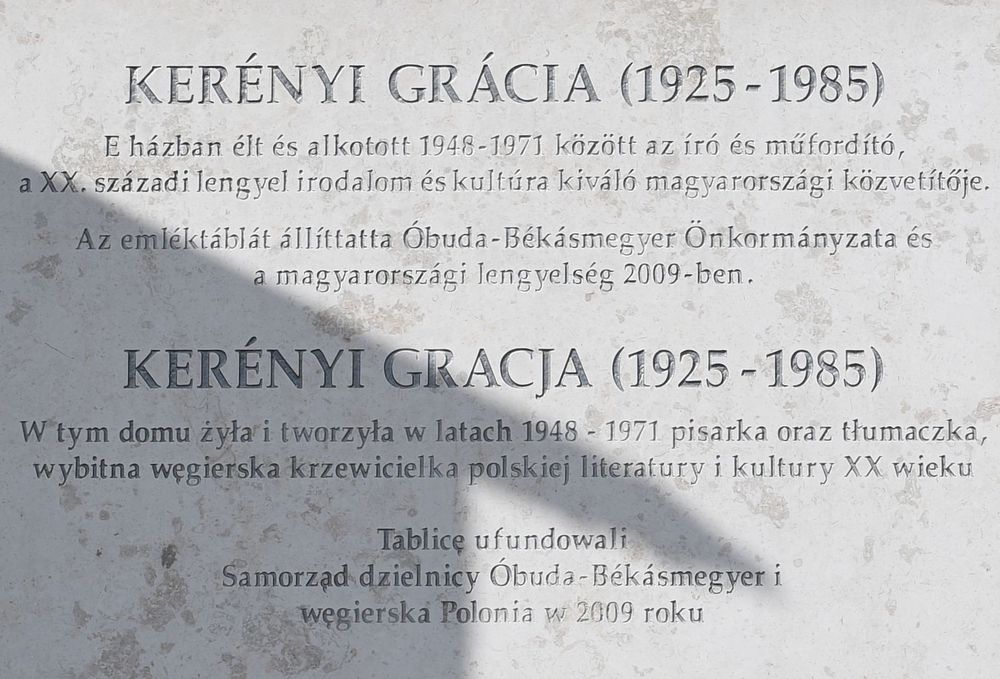 KERÉNYI GRÁCIA (1925-1985)
E házban élt és alkotott 1948-1971 között az író és műfordító,
a XX. századi lengyel irodalom és kultúra kiváló magyarországi közvetítője.
Az emléktáblát állíttatta Óbuda-Békásmegyer Önkormányzata és
a magyarországi lengyelség 2009-ben.
KERÉNYI GRACJA (1925-1985)
W tym domu żyła i tworzyła w latach 1948 - 1971 pisarka oraz tłumaczka,
wybitna węgierska krzewicielka polskiej literatury i kultury XX wieku
Tablicę ufundowali
Samorząd dzielnicy Óbuda-Békásmegyer i
węgierska Polonia w 2009 roku